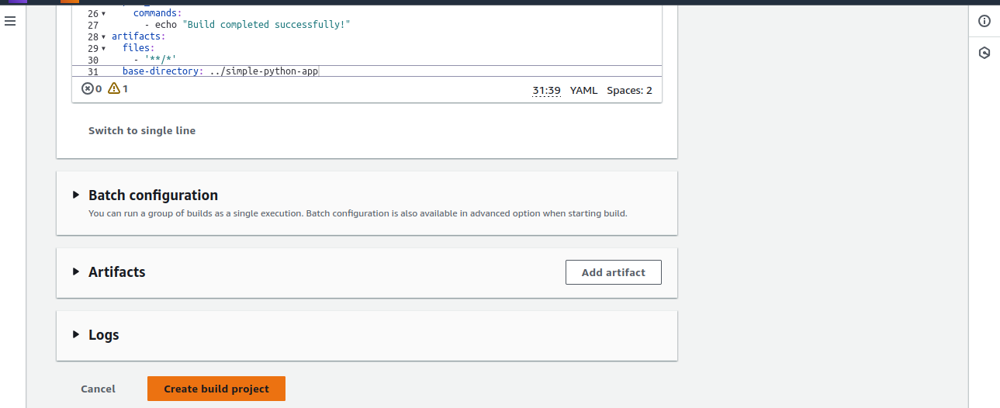 26 commands:
27 - echo "Build completed successfully!"
28 artifacts:
29 files:
30 - '**/*'
31 base-directory: ../simple-python-app
0 1 31:39 YAML Spaces: 2
Switch to single line
Batch configuration
You can run a group of builds as a single execution. Batch configuration is also available in advanced option when starting build.
Artifacts Add artifact
Logs
Cancel Create build project